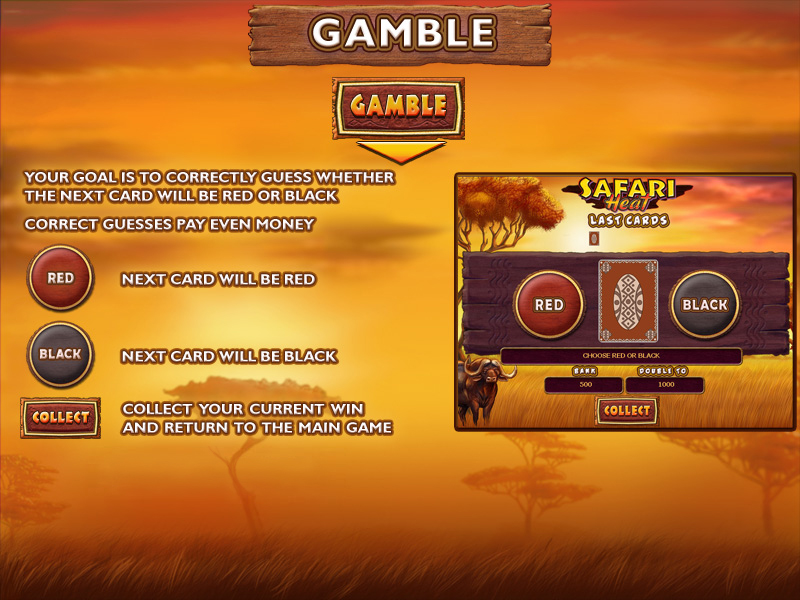 GAMBLE
GAMBLE
YOUR GOAL IS TO CORRECTLY GUESS WHETHER
THE NEXT CARD WILL BE RED OR BLACK
CORRECT GUESSES PAY EVEN MONEY
RED
NEXT CARD WILL BE RED
BLACK
NEXT CARD WILL BE BLACK
COLLECT
COLLECT YOUR CURRENT WIN
AND RETURN TO THE MAIN GAME
SAFARI
Heat
LAST CARDS
RED
BLACK
CHOOSE RED OR BLACK
BANK
DOUBLE TO
500
1000
COLLECT